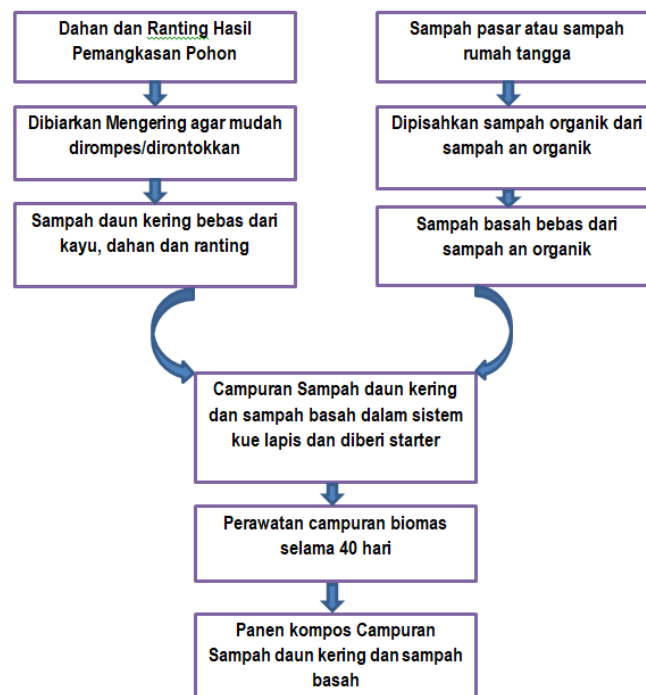 Dahan dan Ranting Hasil
Pemangkasan Pohon
Dibiarkan Mengering agar mudah
dirompes/dirontokkan
Sampah daun kering bebas dari
kayu, dahan dan ranting
Sampah pasar atau sampah
rumah tangga
Dipisahkan sampah organik dari
sampah an organik
Sampah basah bebas dari
sampah an organik
Campuran Sampah daun kering
dan sampah basah dalam sistem
kue lapis dan diberi starter
Perawatan campuran biomas
selama 40 hari
Panen kompos Campuran
Sampah daun kering dan sampah
basah